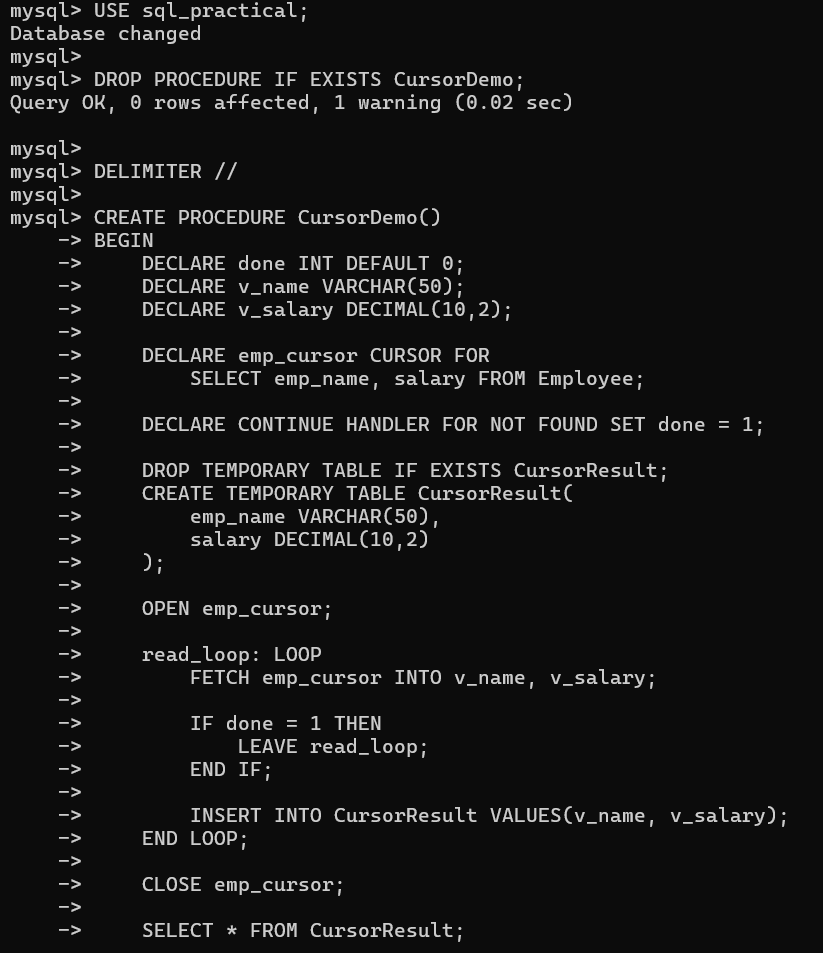 mysql> USE sql_practical;
Database changed
mysql>
mysql> DROP PROCEDURE IF EXISTS CursorDemo;
Query OK, 0 rows affected, 1 warning (0.02 sec)

mysql>
mysql> DELIMITER //
mysql>
mysql> CREATE PROCEDURE CursorDemo()
    -> BEGIN
    ->     DECLARE done INT DEFAULT 0;
    ->     DECLARE v_name VARCHAR(50);
    ->     DECLARE v_salary DECIMAL(10,2);
    ->
    ->     DECLARE emp_cursor CURSOR FOR
    ->         SELECT emp_name, salary FROM Employee;
    ->
    ->     DECLARE CONTINUE HANDLER FOR NOT FOUND SET done = 1;
    ->
    ->     DROP TEMPORARY TABLE IF EXISTS CursorResult;
    ->     CREATE TEMPORARY TABLE CursorResult(
    ->         emp_name VARCHAR(50),
    ->         salary DECIMAL(10,2)
    ->     );
    ->
    ->     OPEN emp_cursor;
    ->
    ->     read_loop: LOOP
    ->         FETCH emp_cursor INTO v_name, v_salary;
    ->
    ->         IF done = 1 THEN
    ->             LEAVE read_loop;
    ->         END IF;
    ->
    ->         INSERT INTO CursorResult VALUES(v_name, v_salary);
    ->     END LOOP;
    ->
    ->     CLOSE emp_cursor;
    ->
    ->     SELECT * FROM CursorResult;